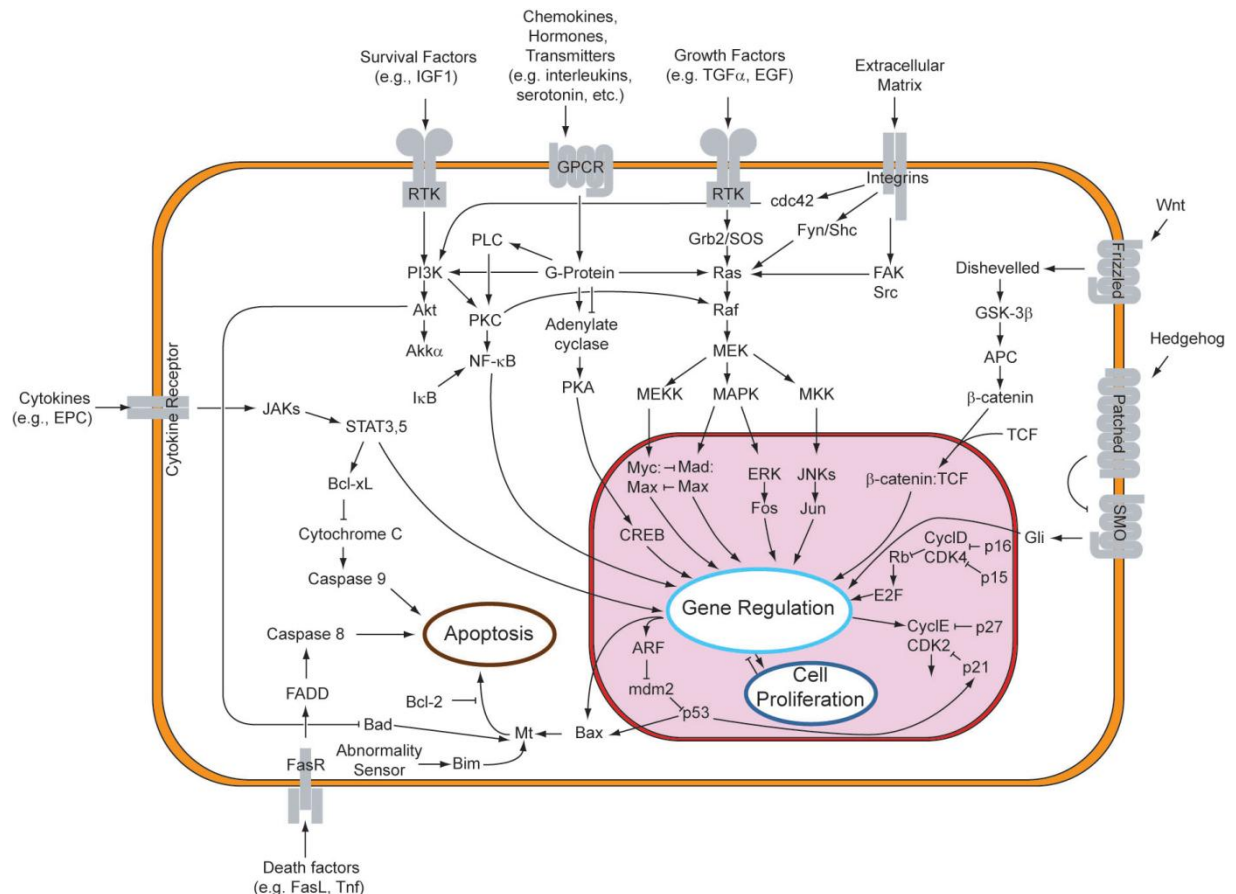 Chemokines,
Hormones,
Transmitters
(e.g. interleukins,
serotonin, etc.)
Survival Factors
(e.g., IGF1)
Growth Factors
(e.g. TGFα, EGF)
Extracellular
Matrix
RTK
GPCR
RTK
Integrins
cdc42
Wnt
Frizzled
Grb2/SOS
Fyn/Shc
PLC
PI3K
G-Protein
Ras
FAK
Src
Dishevelled
GSK-3β
Akt
PKC
Adenylate
cyclase
Raf
Akkα
NF-κB
MEK
APC
Hedgehog
Patched
IκB
PKA
MEKK
MAPK
MKK
β-catenin
Cytokines
(e.g., EPC)
Cytokine Receptor
JAKs
STAT3,5
TCF
Myc:
Max
Mad:
Max
ERK
JNKs
β-catenin:TCF
Bcl-xL
Fos
Jun
SMO
Cytochrome C
CREB
Gli
CyclD
CDK4
p16
p15
Rb
Caspase 9
E2F
Gene Regulation
Apoptosis
Caspase 8
CyclE
CDK2
p27
p21
ARF
FADD
mdm2
Cell
Proliferation
Bcl-2
p53
Bad
Mt
Bax
Abnormality
Sensor
Bim
FasR
Death factors
(e.g. FasL, Tnf)